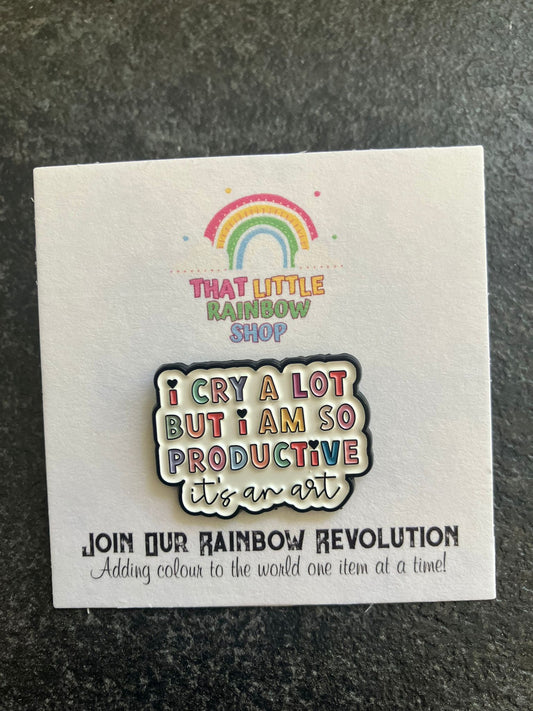 THAT LITTLE
RAINBOW
SHOP
i CRY A LOT
BUT i AM SO
PRODUCTiVE
it's an art
JOIN OUR RAINBOW REVOLUTION
Adding colour to the world one item at a time!